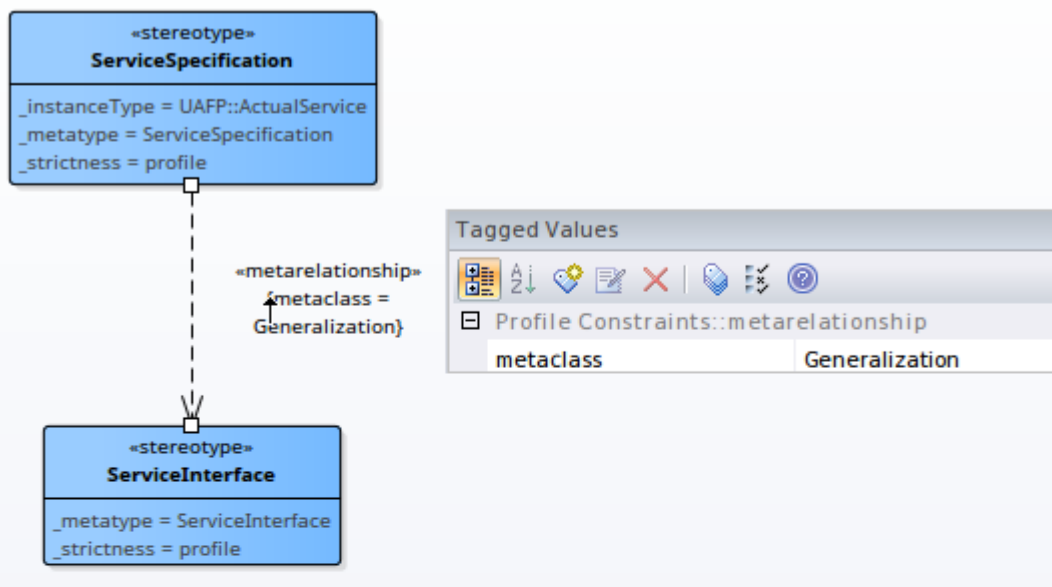 «stereotype»
ServiceSpecification
_instanceType = UAFP::ActualService
_metatype = ServiceSpecification
_strictness = profile
«metarelationship»
{metaclass =
Generalization}
Tagged Values
Profile Constraints::metarelationship
metaclass Generalization
«stereotype»
ServiceInterface
_metatype = ServiceInterface
_strictness = profile